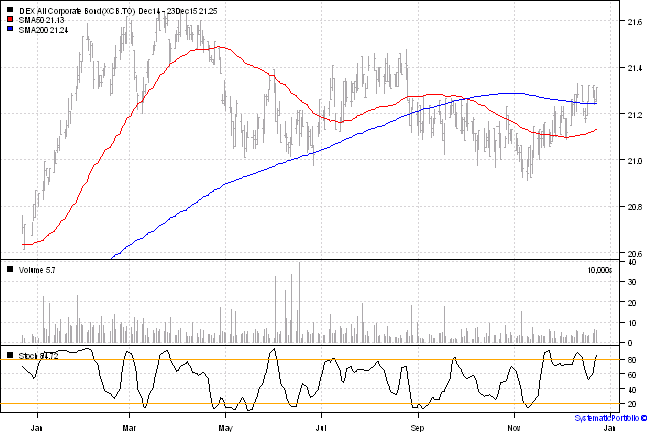 DEX All Corporate Bond(XCB.TO) Dec14 - 23Dec15 21.25
SMA50 21.13
SMA200 21.24
21.6
21.4
21.2
21.0
20.8
20.6
Volume 5.7
10,000s
40
30
20
10
0
Stoch 84.72
80
60
40
20
Jan Mar May Jul Sep Nov Jan
SystematicPortfolio ©